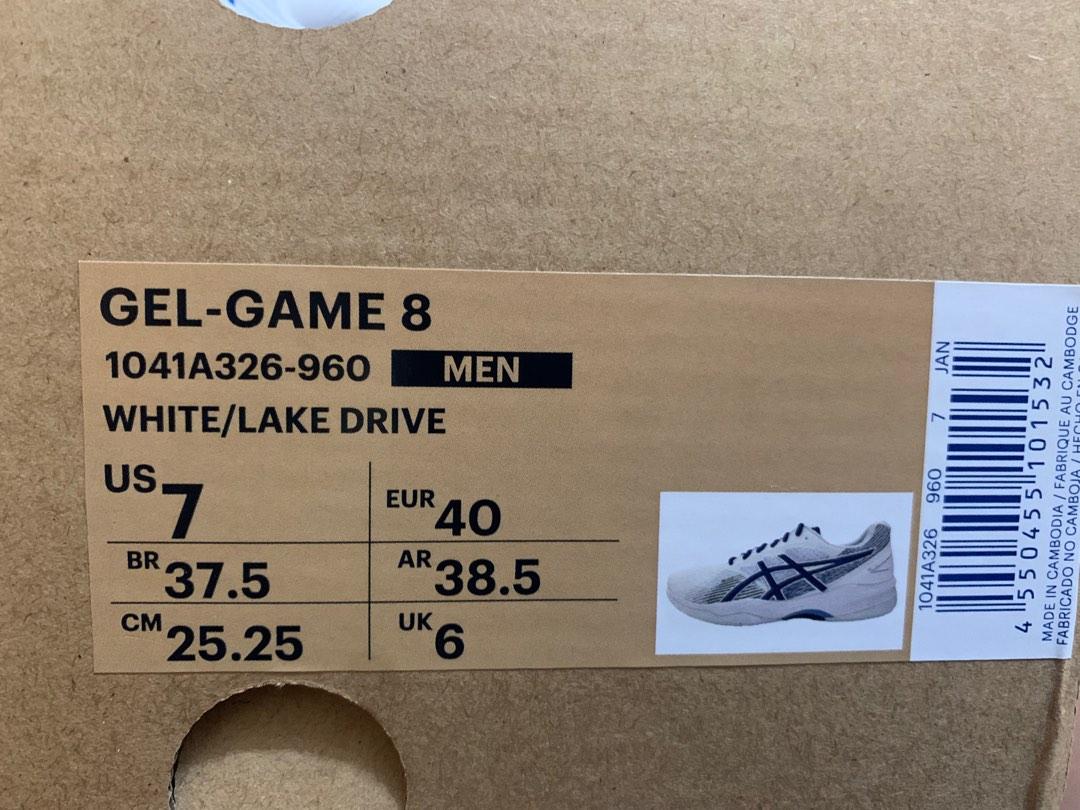 GEL-GAME 8
1041A326-960 MEN
WHITE/LAKE DRIVE
US 7
EUR 40
BR 37.5
AR 38.5
CM 25.25
UK 6
1041A326 960 7 JAN
4 550455 101532
MADE IN CAMBODIA / FABRIQUE AU CAMBODGE
FABRICADO NO CAMBOJA / HECHO EN